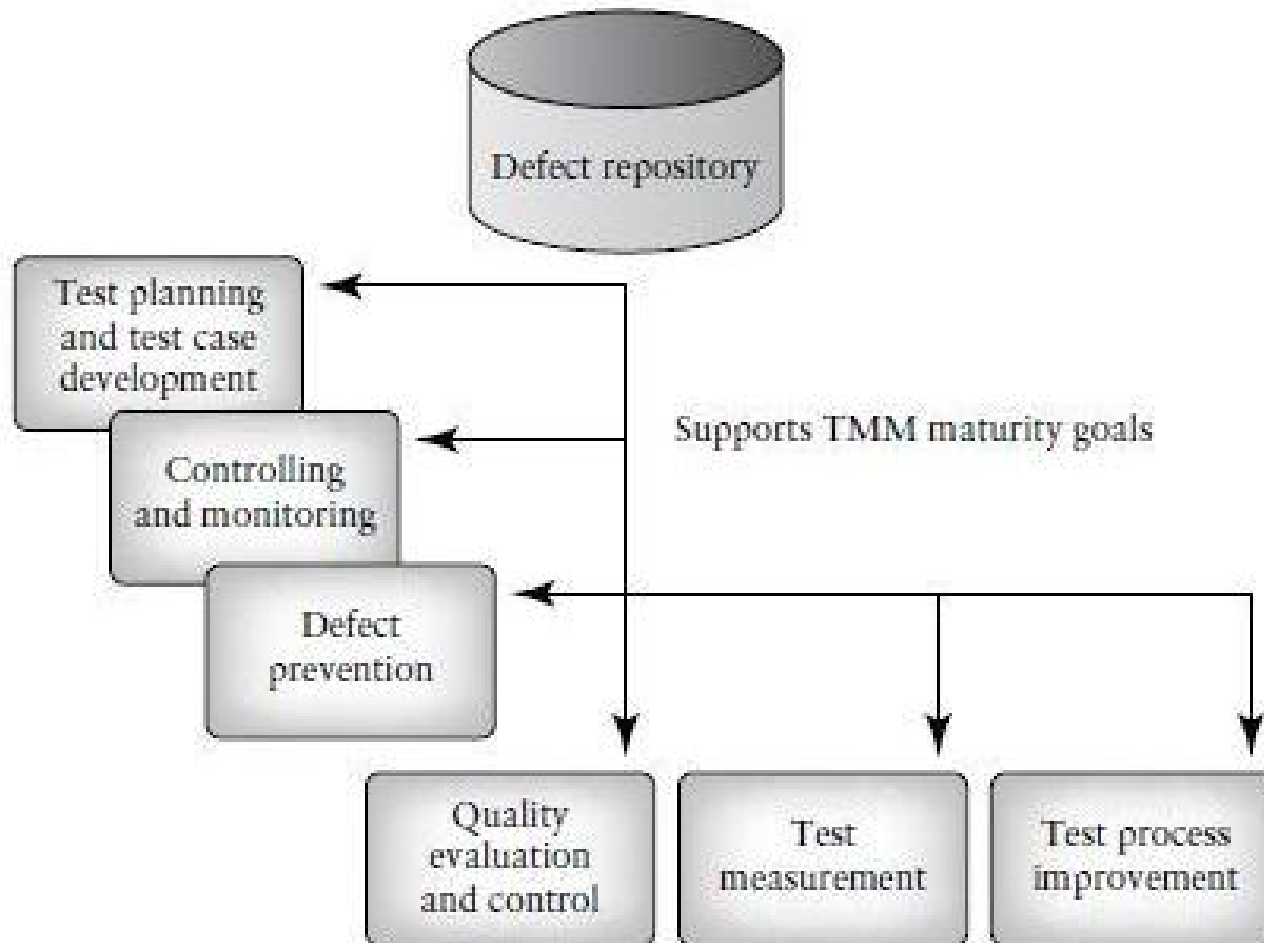 Defect repository
Test planning
and test case
development
Supports TMM maturity goals
Controlling
and monitoring
Defect
prevention
Quality
evaluation
and control
Test
measurement
Test process
improvement